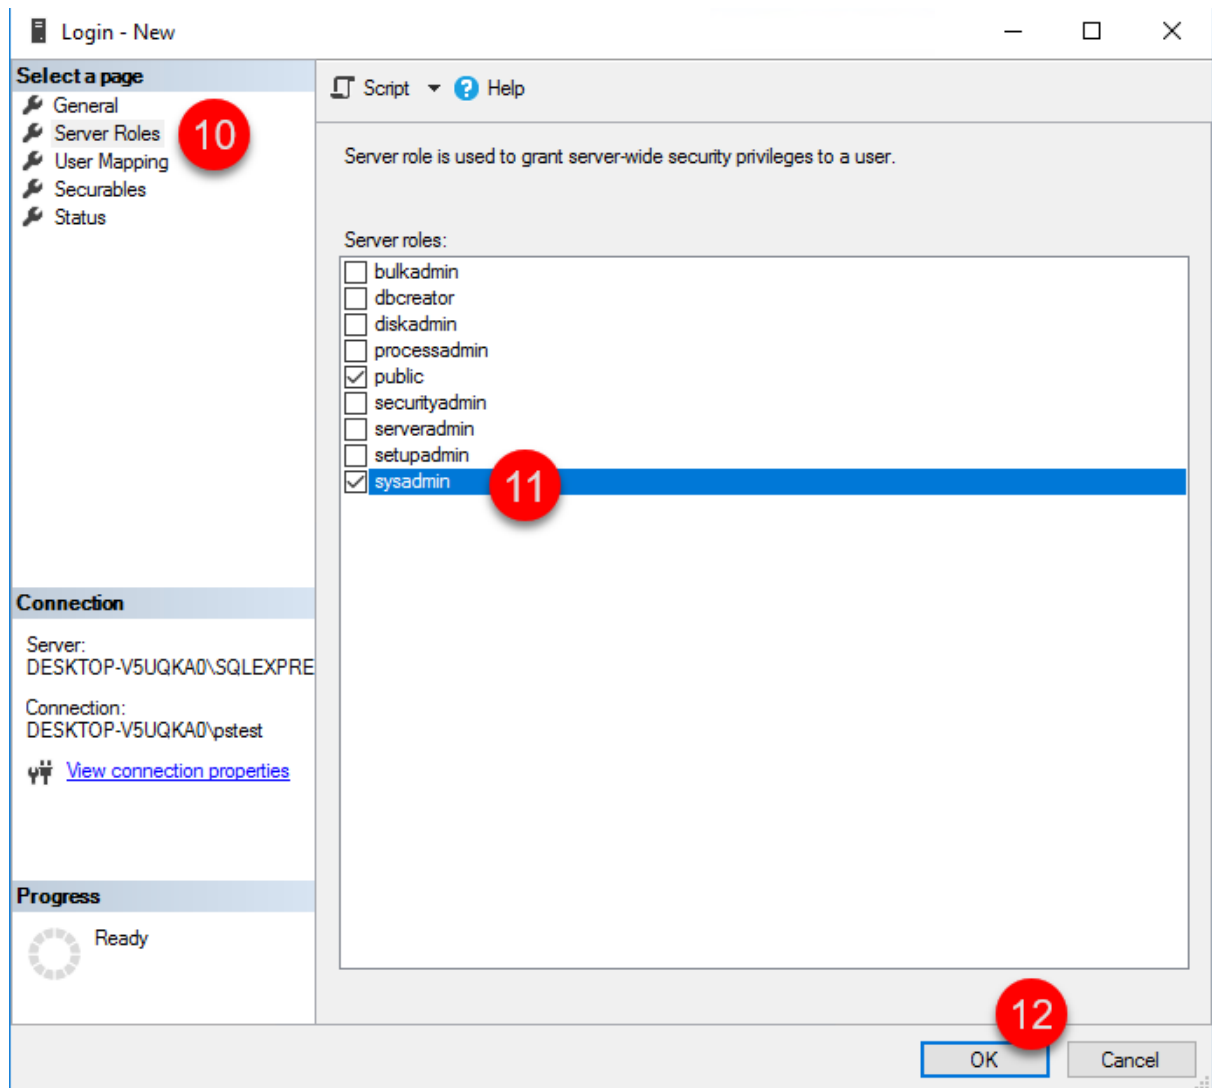 Login - New
Select a page
General
Server Roles
10
User Mapping
Securables
Status
Script
Help
Server role is used to grant server-wide security privileges to a user.
Server roles:
bulkadmin
dbcreator
diskadmin
processadmin
public
securityadmin
serveradmin
setupadmin
sysadmin
11
Connection
Server:
DESKTOP-V5UQKA0\SQLEXPRE
Connection:
DESKTOP-V5UQKA0\pstest
View connection properties
Progress
Ready
12
OK
Cancel